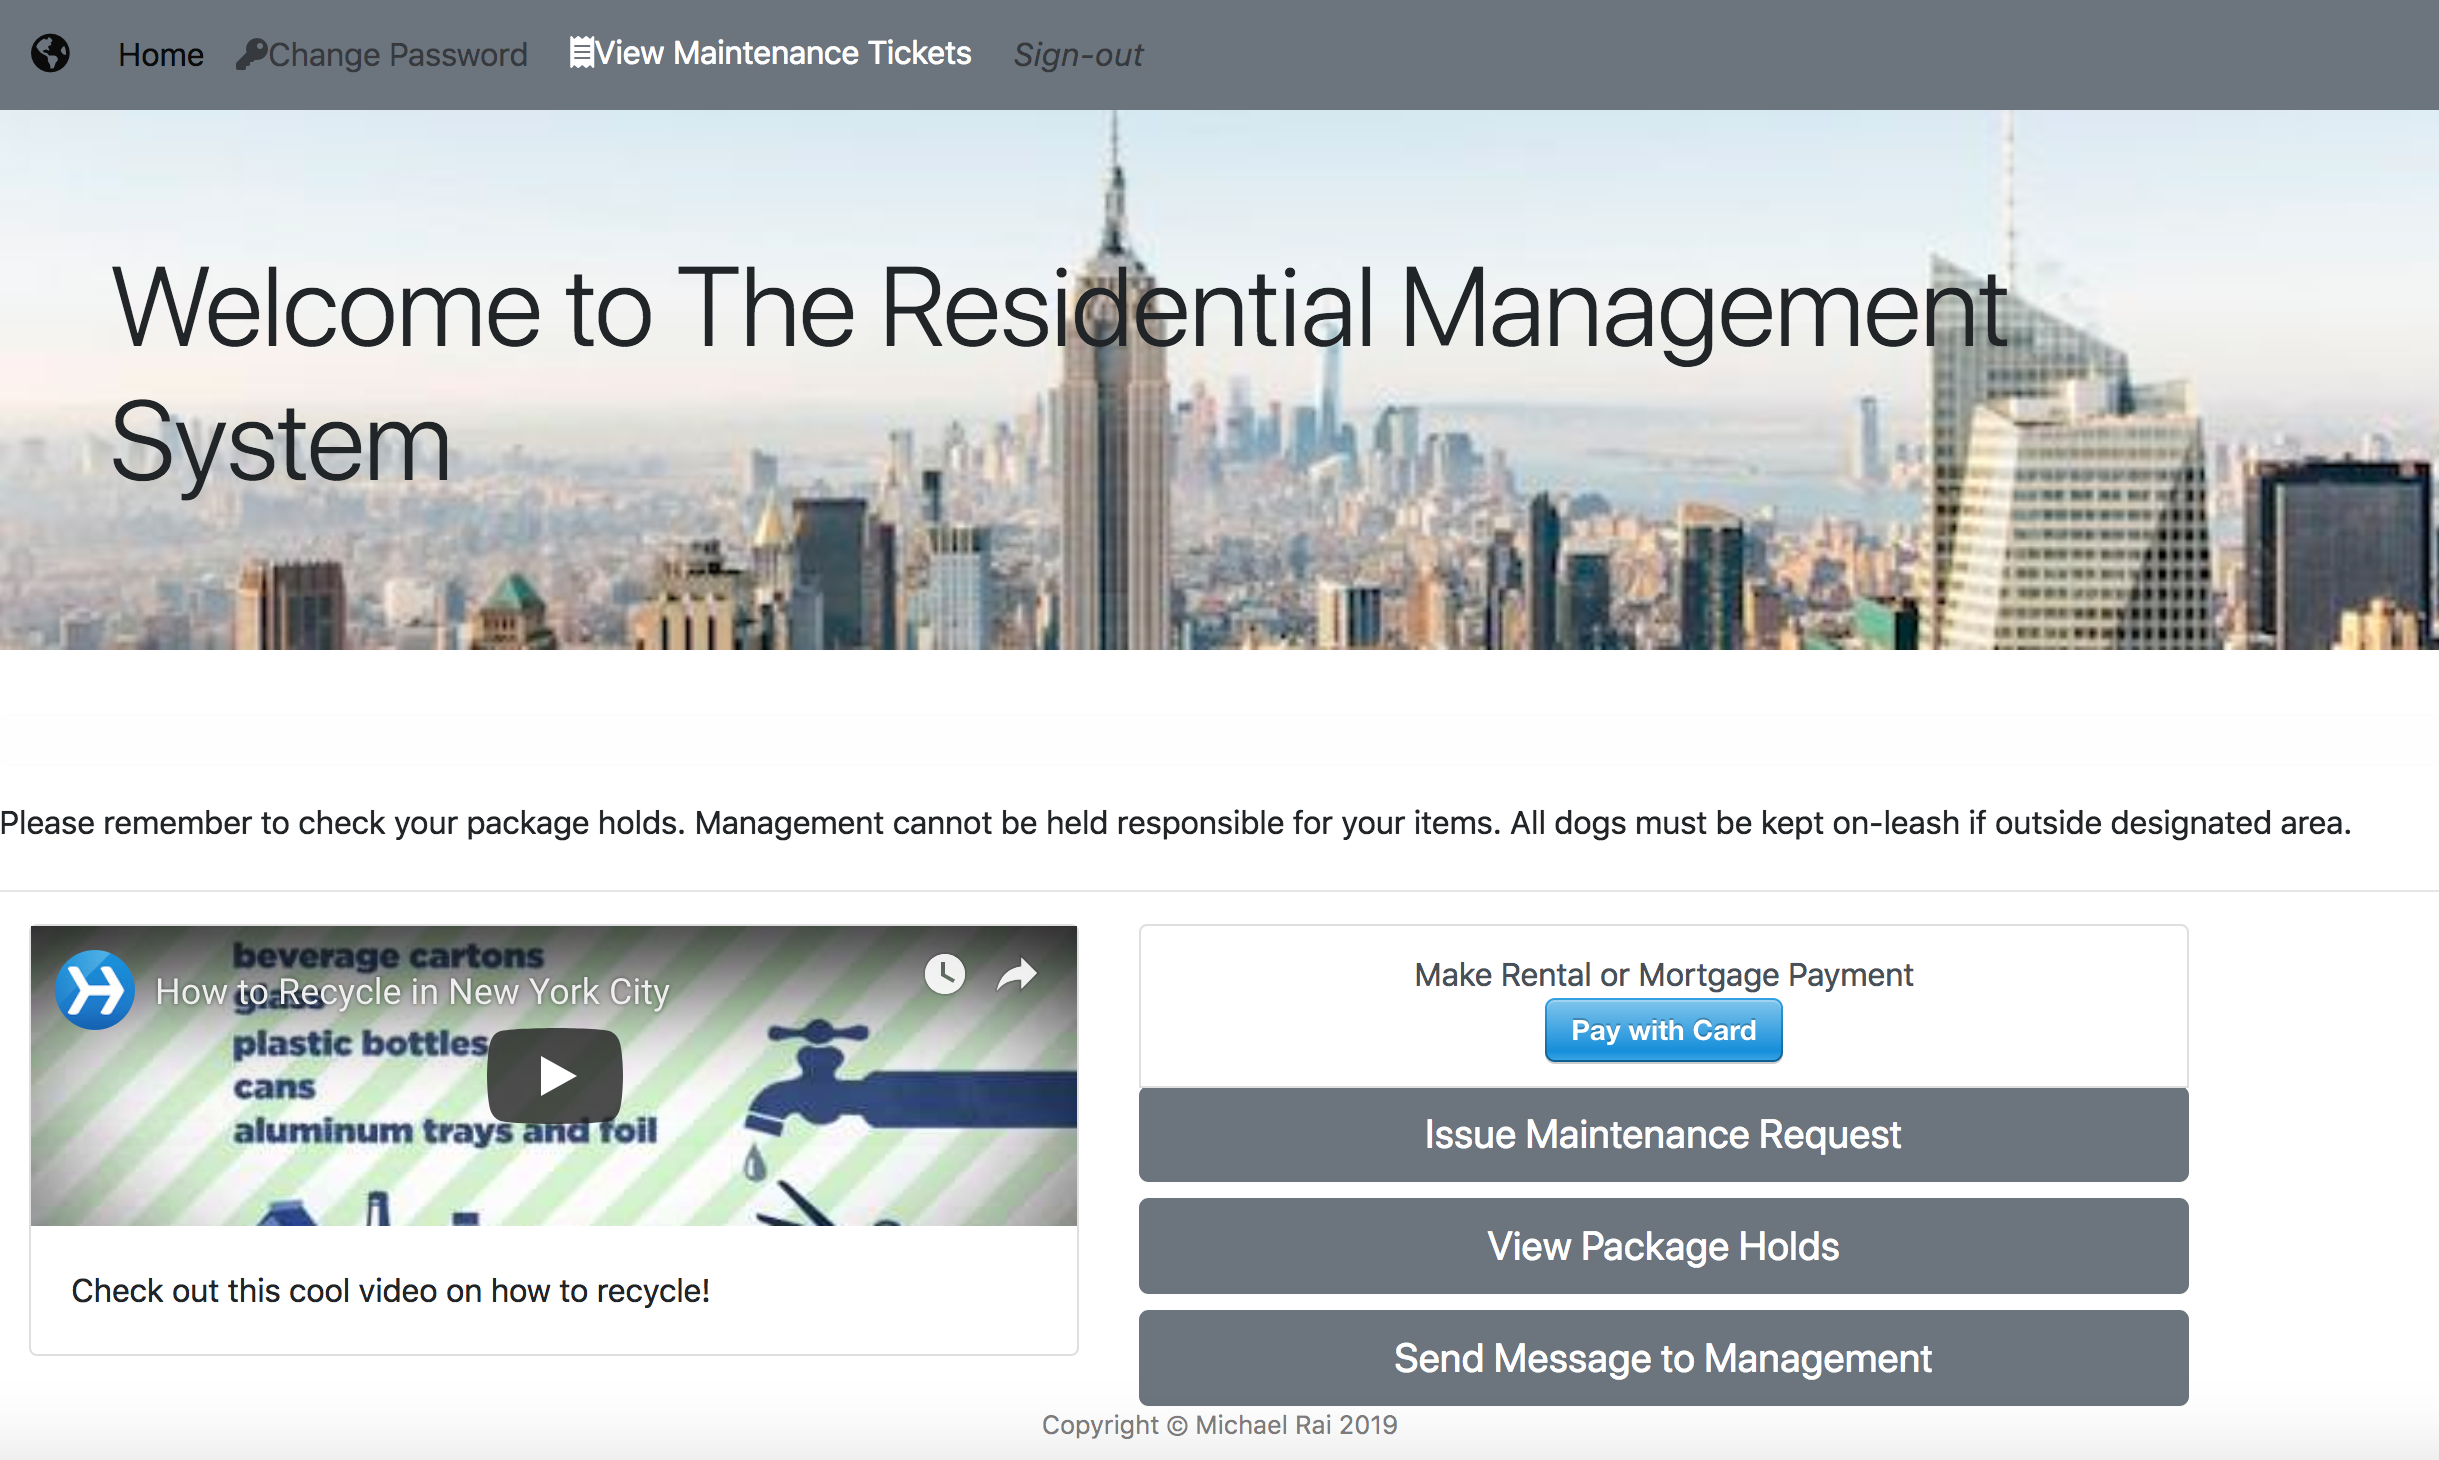 Home Change Password View Maintenance Tickets Sign-out
Welcome to The Residential Management
System
Please remember to check your package holds. Management cannot be held responsible for your items. All dogs must be kept on-leash if outside designated area.
beverage cartons
How to Recycle in New York City
glass
plastic bottles
cans
aluminum trays and foil
Check out this cool video on how to recycle!
Make Rental or Mortgage Payment
Pay with Card
Issue Maintenance Request
View Package Holds
Send Message to Management
Copyright © Michael Rai 2019